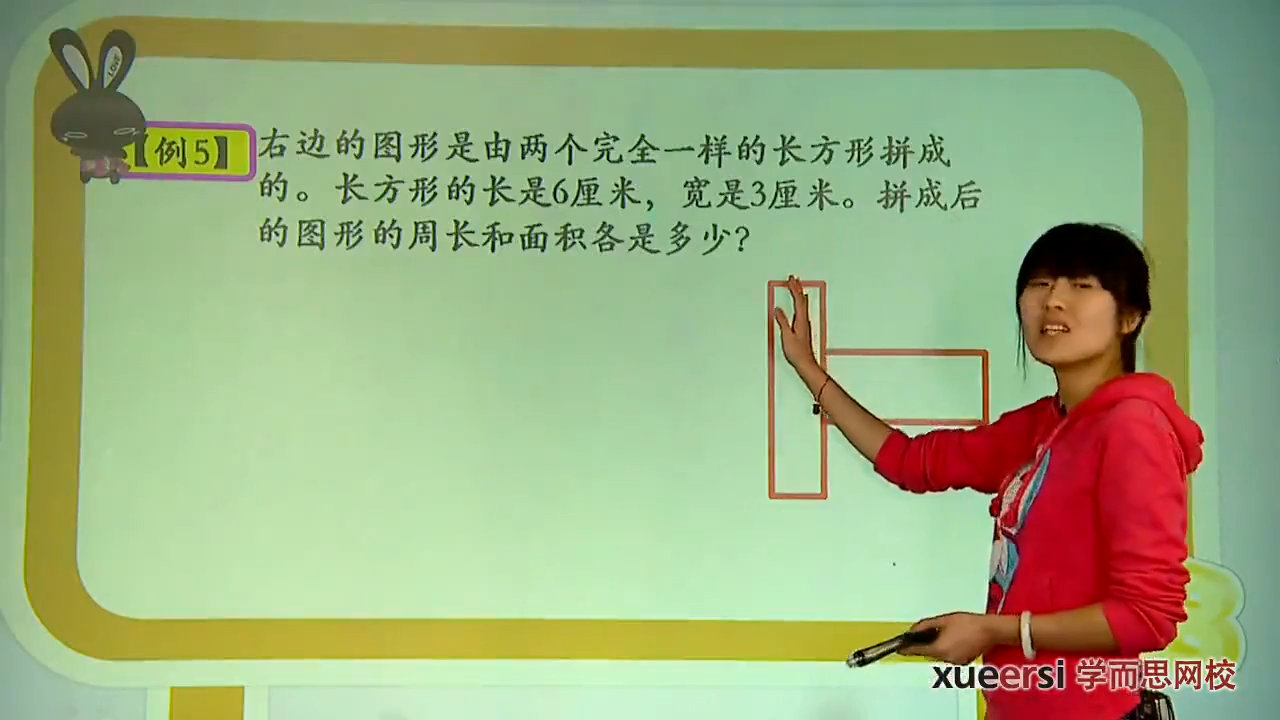 【例5】右边的图形是由两个完全一样的长方形拼成
的。长方形的长是6厘米，宽是3厘米。拼成后
的图形的周长和面积各是多少？
LOVE
xueersi 学而思网校